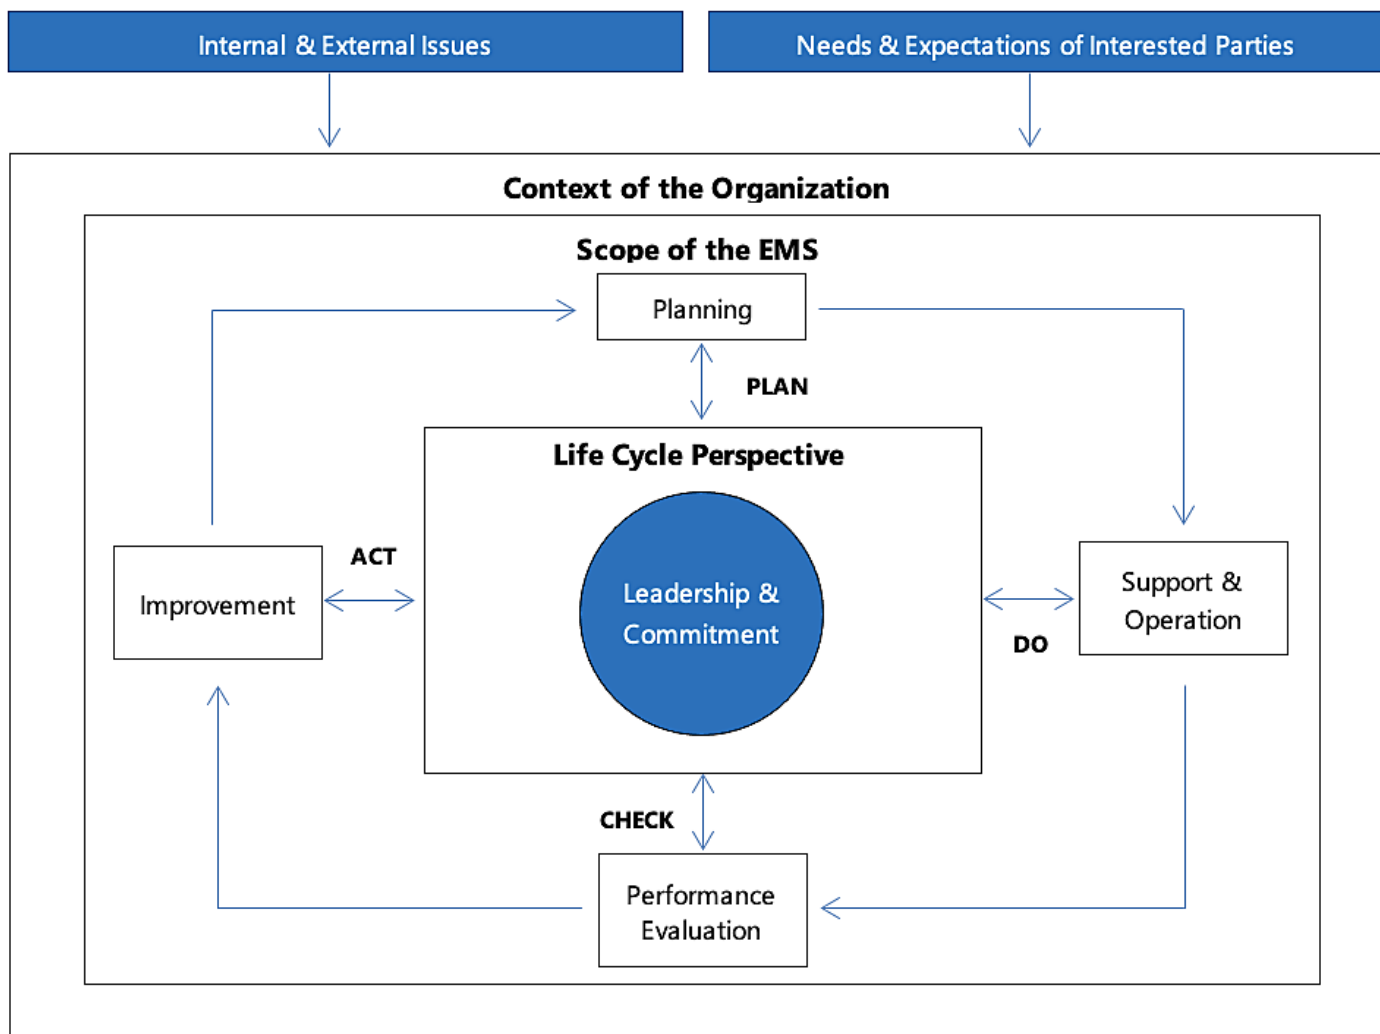 Internal & External Issues
Needs & Expectations of Interested Parties
Context of the Organization
Scope of the EMS
Planning
PLAN
Life Cycle Perspective
ACT
Improvement
Leadership &
Commitment
Support &
Operation
DO
CHECK
Performance
Evaluation